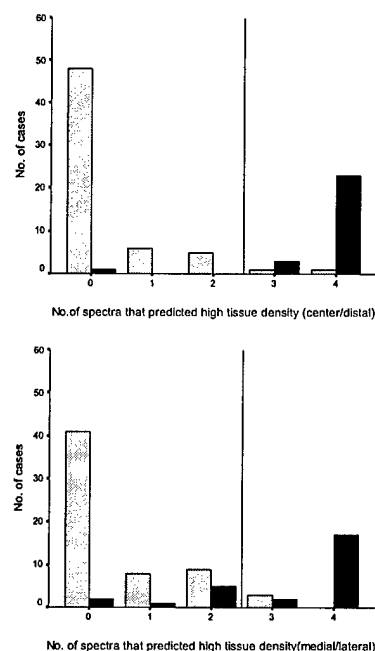 60
50
40
30
20
10
0
No. of cases
0 1 2 3 4
No.of spectra that predicted high tissue density (center/distal)
60
50
40
30
20
10
0
No. of cases
0 1 2 3 4
No. of spectra that predicted high tissue density(medial/lateral)